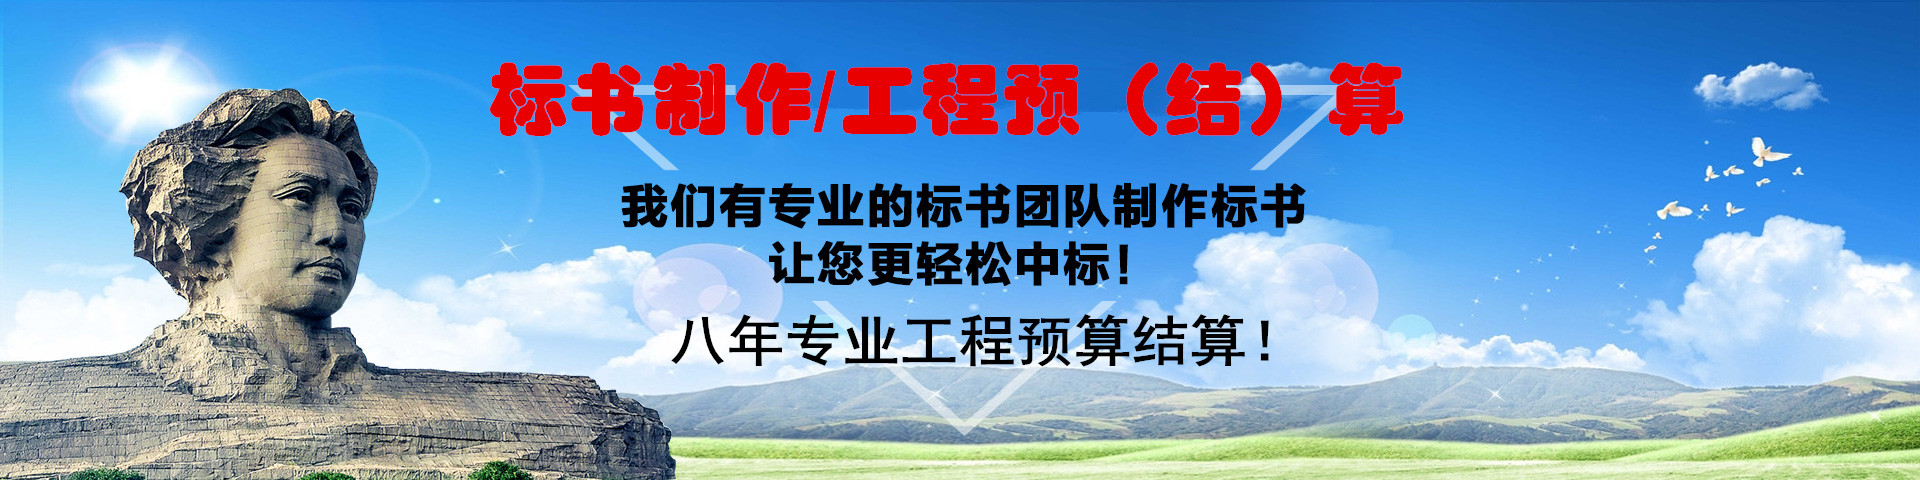 标书制作/工程预（结）算
我们有专业的标书团队制作标书
让您更轻松中标！
八年专业工程预算结算！